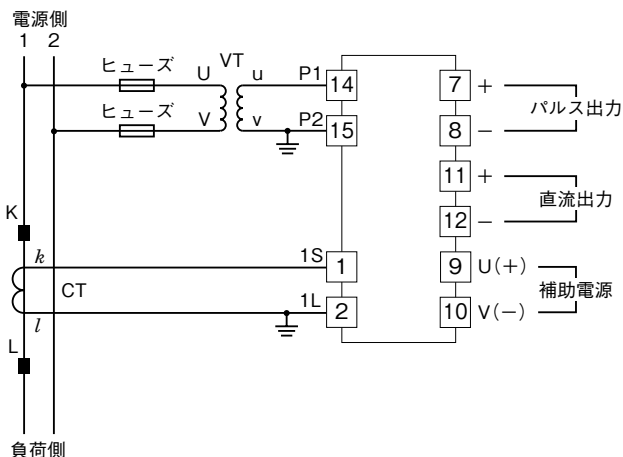 電源側
1 2
ヒューズ U VT u P1 14 7 +
パルス出力
ヒューズ V v P2 15 8 −
11 +
直流出力
12 −
K
k 1S 1 9 U(+)
CT 補助電源
l 1L 2 10 V(−)
L
負荷側